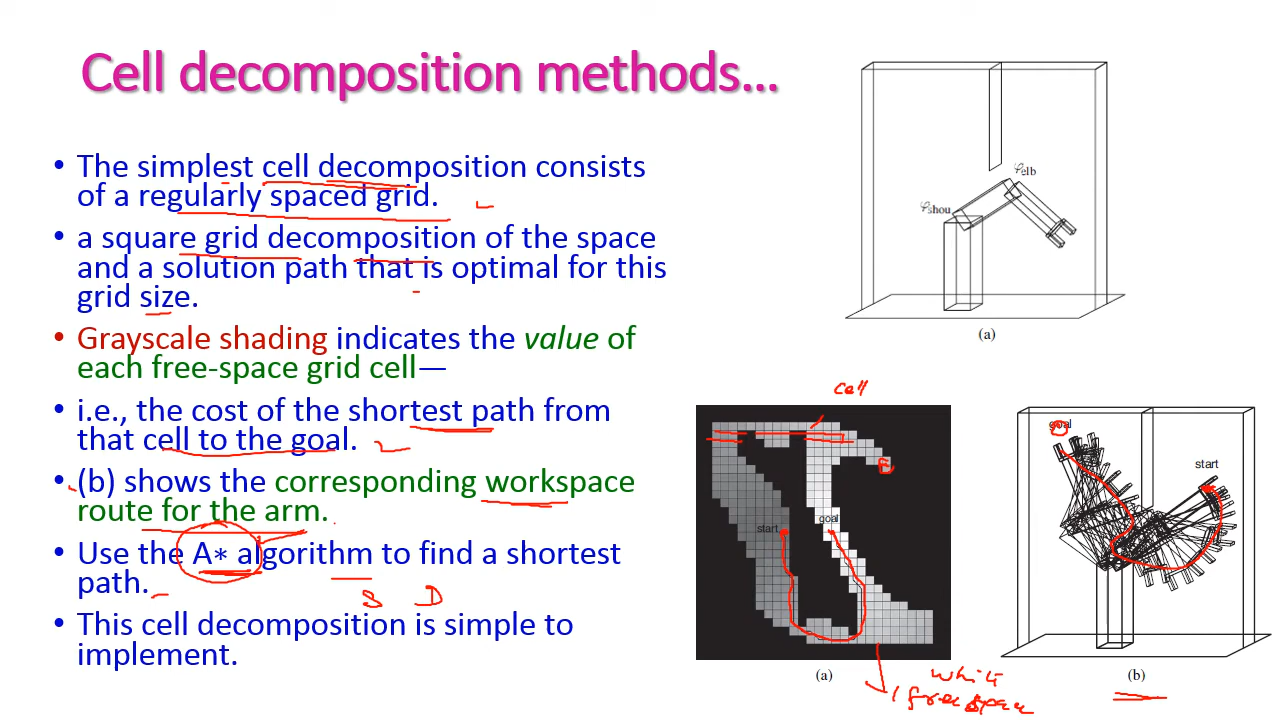 Cell decomposition methods...
• The simplest cell decomposition consists
of a regularly spaced grid.
• a square grid decomposition of the space
and a solution path that is optimal for this
grid size.
• Grayscale shading indicates the value of
each free-space grid cell—
• i.e., the cost of the shortest path from
that cell to the goal.
• (b) shows the corresponding workspace
route for the arm.
• Use the A∗ algorithm to find a shortest
path.
S D
• This cell decomposition is simple to
implement.
φelb
φshou
(a)
cell
start
goal
(a)
white
free space
goal
start
(b)